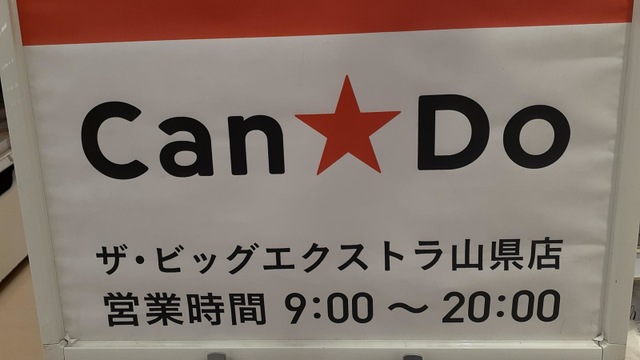 Can★Do
ザ・ビッグエクストラ山県店
営業時間 9:00 ～ 20:00